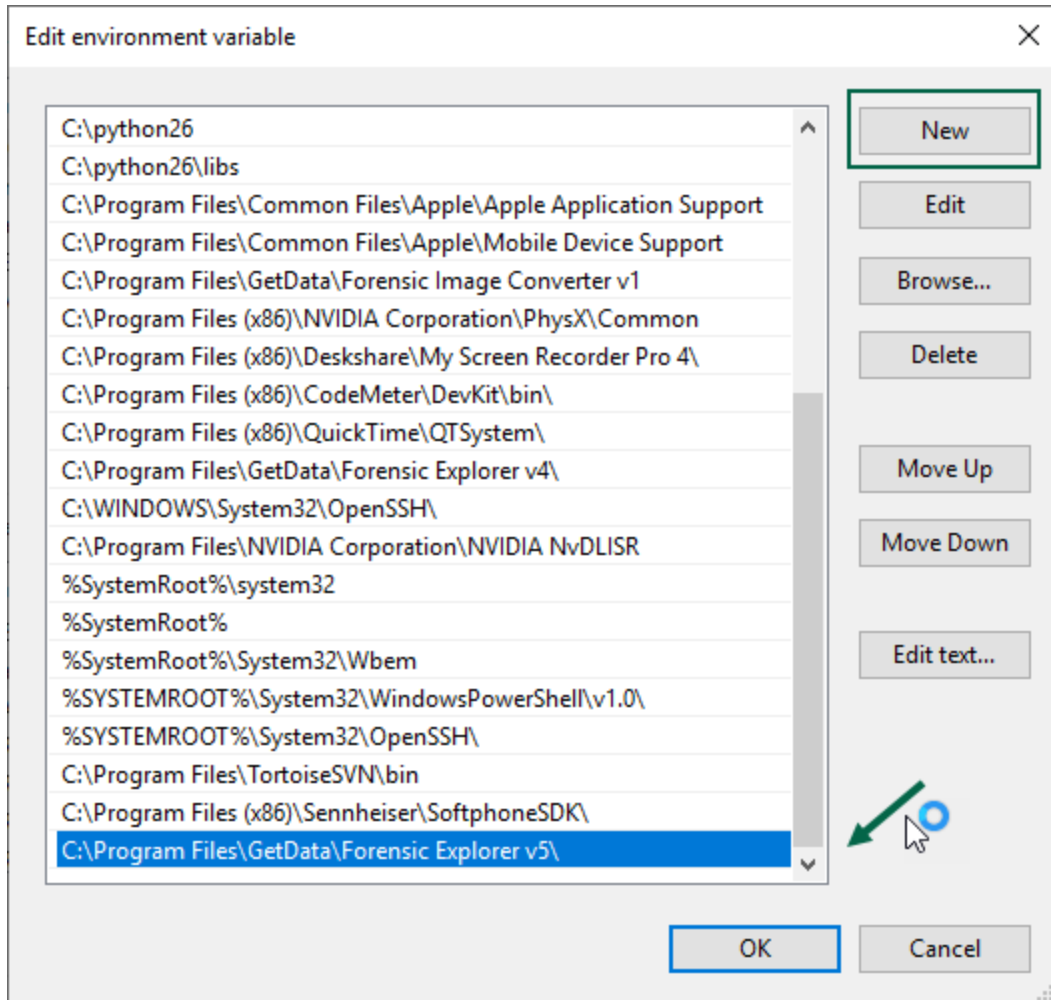 Edit environment variable
C:\python26
New
C:\python26\libs
C:\Program Files\Common Files\Apple\Apple Application Support
Edit
C:\Program Files\Common Files\Apple\Mobile Device Support
C:\Program Files\GetData\Forensic Image Converter v1
Browse...
C:\Program Files (x86)\NVIDIA Corporation\PhysX\Common
C:\Program Files (x86)\Deskshare\My Screen Recorder Pro 4\
Delete
C:\Program Files (x86)\CodeMeter\DevKit\bin\
C:\Program Files (x86)\QuickTime\QTSystem\
C:\Program Files\GetData\Forensic Explorer v4\
Move Up
C:\WINDOWS\System32\OpenSSH\
C:\Program Files\NVIDIA Corporation\NVIDIA NvDLISR
Move Down
%SystemRoot%\system32
%SystemRoot%
%SystemRoot%\System32\Wbem
Edit text...
%SYSTEMROOT%\System32\WindowsPowerShell\v1.0\
%SYSTEMROOT%\System32\OpenSSH\
C:\Program Files\TortoiseSVN\bin
C:\Program Files (x86)\Sennheiser\SoftphoneSDK\
C:\Program Files\GetData\Forensic Explorer v5\
OK
Cancel